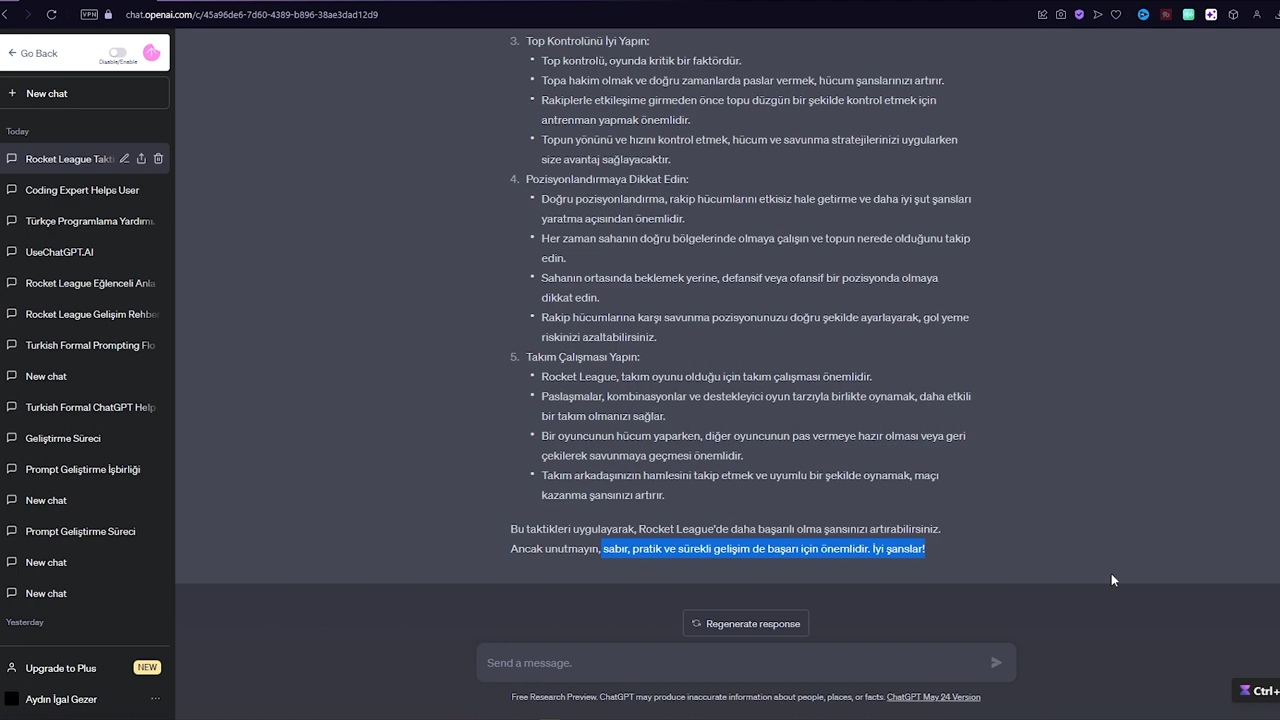 VPN
chat.openai.com/c/45a96de6-7d60-4389-b896-38ae3dad12d9
Go Back
Disable/Enable
New chat
Today
Rocket League Takti
Coding Expert Helps User
Türkçe Programlama Yardımı.
UseChatGPT.AI
Rocket League Eğlenceli Anla
Rocket League Gelişim Rehber
Turkish Formal Prompting Flo
New chat
Turkish Formal ChatGPT Help
Geliştirme Süreci
Prompt Geliştirme İşbirliği
New chat
Prompt Geliştirme Süreci
New chat
New chat
Yesterday
Upgrade to Plus
NEW
Aydın İgal Gezer
3. Top Kontrolünü İyi Yapın:
• Top kontrolü, oyunda kritik bir faktördür.
• Topa hakim olmak ve doğru zamanlarda paslar vermek, hücum şanslarınızı artırır.
• Rakiplerle etkileşime girmeden önce topu düzgün bir şekilde kontrol etmek için
antrenman yapmak önemlidir.
• Topun yönünü ve hızını kontrol etmek, hücum ve savunma stratejilerinizi uygularken
size avantaj sağlayacaktır.
4. Pozisyonlandırmaya Dikkat Edin:
• Doğru pozisyonlandırma, rakip hücumlarını etkisiz hale getirme ve daha iyi şut şansları
yaratma açısından önemlidir.
• Her zaman sahanın doğru bölgelerinde olmaya çalışın ve topun nerede olduğunu takip
edin.
• Sahanın ortasında beklemek yerine, defansif veya ofansif bir pozisyonda olmaya
dikkat edin.
• Rakip hücumlarına karşı savunma pozisyonunuzu doğru şekilde ayarlayarak, gol yeme
riskinizi azaltabilirsiniz.
5. Takım Çalışması Yapın:
• Rocket League, takım oyunu olduğu için takım çalışması önemlidir.
• Paslaşmalar, kombinasyonlar ve destekleyici oyun tarzıyla birlikte oynamak, daha etkili
bir takım olmanızı sağlar.
• Bir oyuncunun hücum yaparken, diğer oyuncunun pas vermeye hazır olması veya geri
çekilerek savunmaya geçmesi önemlidir.
• Takım arkadaşınızın hamlesini takip etmek ve uyumlu bir şekilde oynamak, maçı
kazanma şansınızı artırır.
Bu taktikleri uygulayarak, Rocket League'de daha başarılı olma şansınızı artırabilirsiniz.
Ancak unutmayın, sabır, pratik ve sürekli gelişim de başarı için önemlidir. İyi şanslar!
Regenerate response
Send a message.
Free Research Preview. ChatGPT may produce inaccurate information about people, places, or facts. ChatGPT May 24 Version
Ctrl+